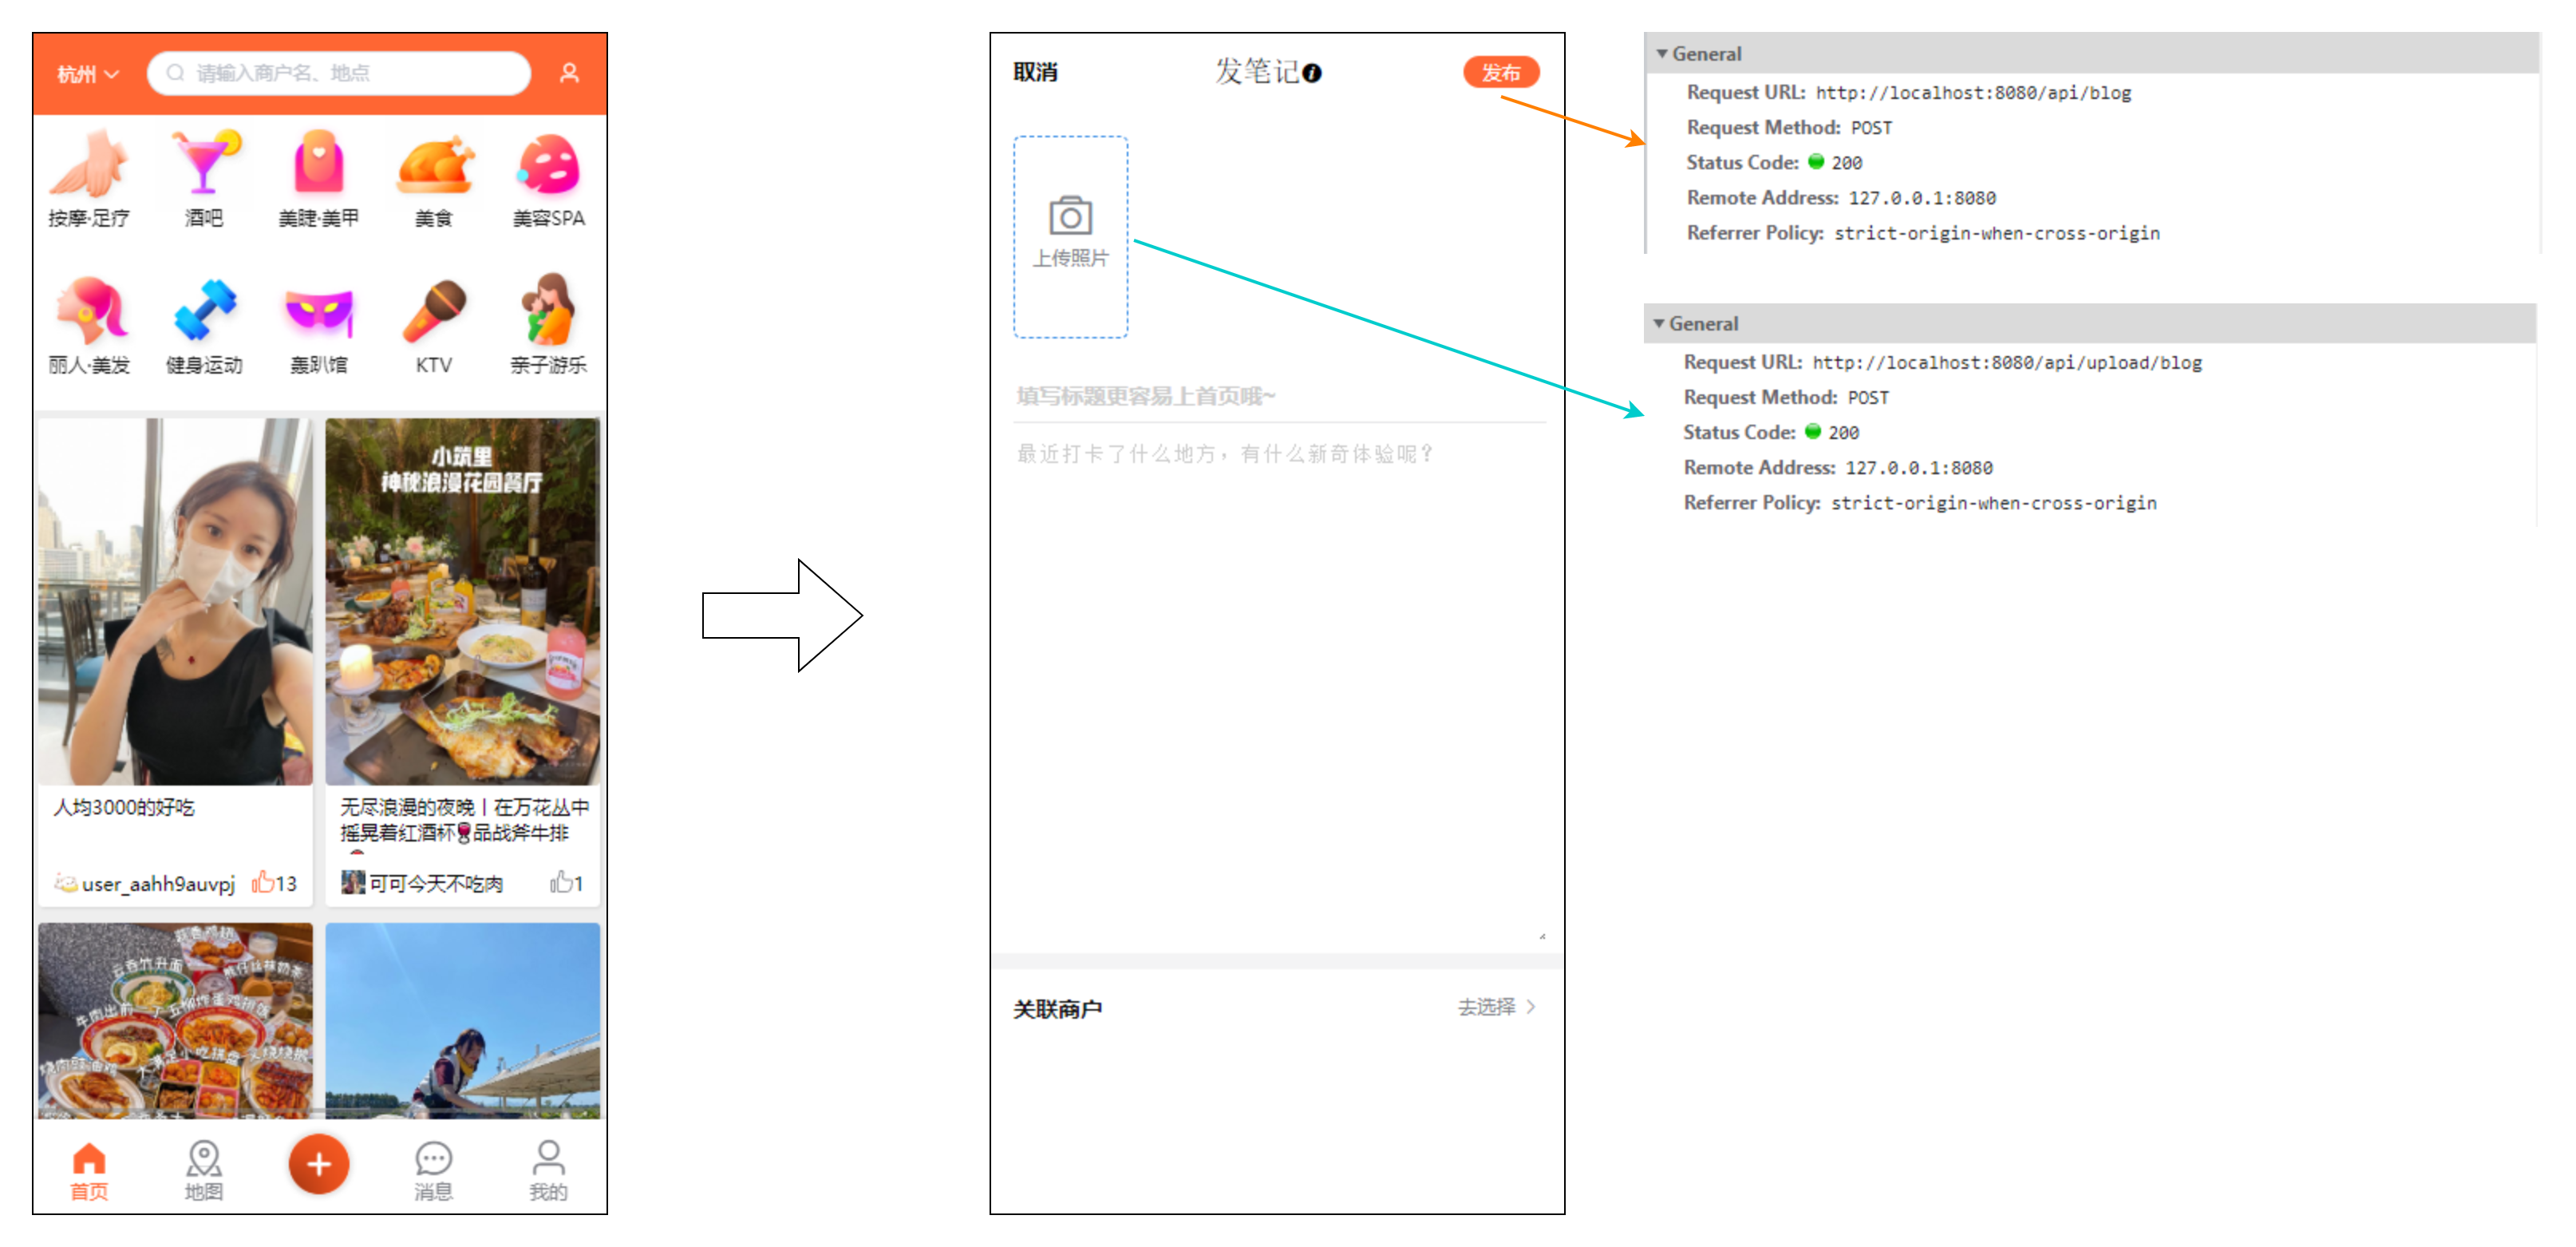 杭州
请输入商户名、地点
按摩·足疗
酒吧
美睫·美甲
美食
美容SPA
丽人·美发
健身运动
轰趴馆
KTV
亲子游乐
小筑里
神秘浪漫花园餐厅
人均3000的好吃
无尽浪漫的夜晚丨在万花丛中
摇晃着红酒杯🍷品战斧牛排
user_aahh9auvpj
13
可可今天不吃肉
1
首页
地图
消息
我的
取消
发笔记
发布
上传照片
填写标题更容易上首页哦~
最近打卡了什么地方，有什么新奇体验呢？
关联商户
去选择
General
Request URL: http://localhost:8080/api/blog
Request Method: POST
Status Code: 200
Remote Address: 127.0.0.1:8080
Referrer Policy: strict-origin-when-cross-origin
General
Request URL: http://localhost:8080/api/upload/blog
Request Method: POST
Status Code: 200
Remote Address: 127.0.0.1:8080
Referrer Policy: strict-origin-when-cross-origin